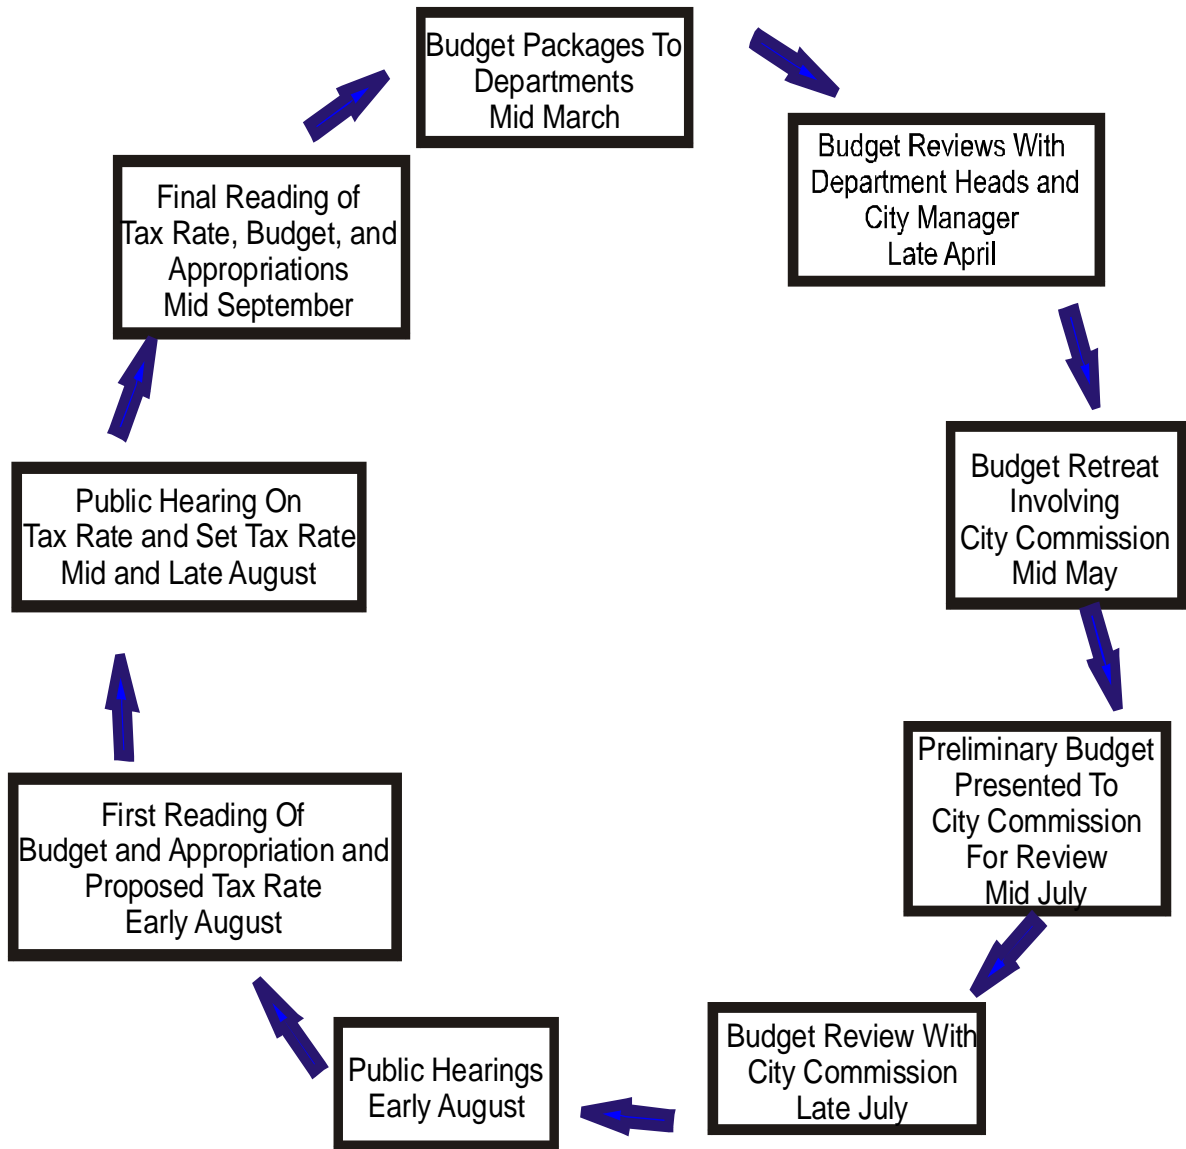 Budget Packages To
Departments
Mid March
Budget Reviews With
Department Heads and
City Manager
Late April
Budget Retreat
Involving
City Commission
Mid May
Preliminary Budget
Presented To
City Commission
For Review
Mid July
Budget Review With
City Commission
Late July
Public Hearings
Early August
First Reading Of
Budget and Appropriation and
Proposed Tax Rate
Early August
Public Hearing On
Tax Rate and Set Tax Rate
Mid and Late August
Final Reading of
Tax Rate, Budget, and
Appropriations
Mid September